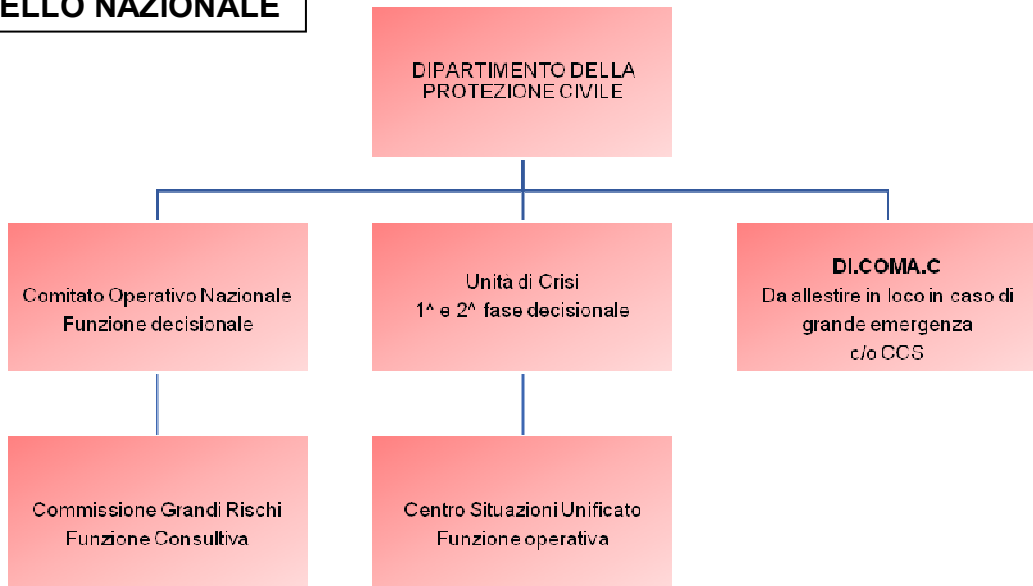 ELLO NAZIONALE
DIPARTIMENTO DELLA
PROTEZIONE CIVILE
Comitato Operativo Nazionale
Funzione decisionale
Unità di Crisi
1^ e 2^ fase decisionale
DI.COMA.C
Da allestire in loco in caso di
grande emergenza
c/o CCS
Commissione Grandi Rischi
Funzione Consultiva
Centro Situazioni Unificato
Funzione operativa